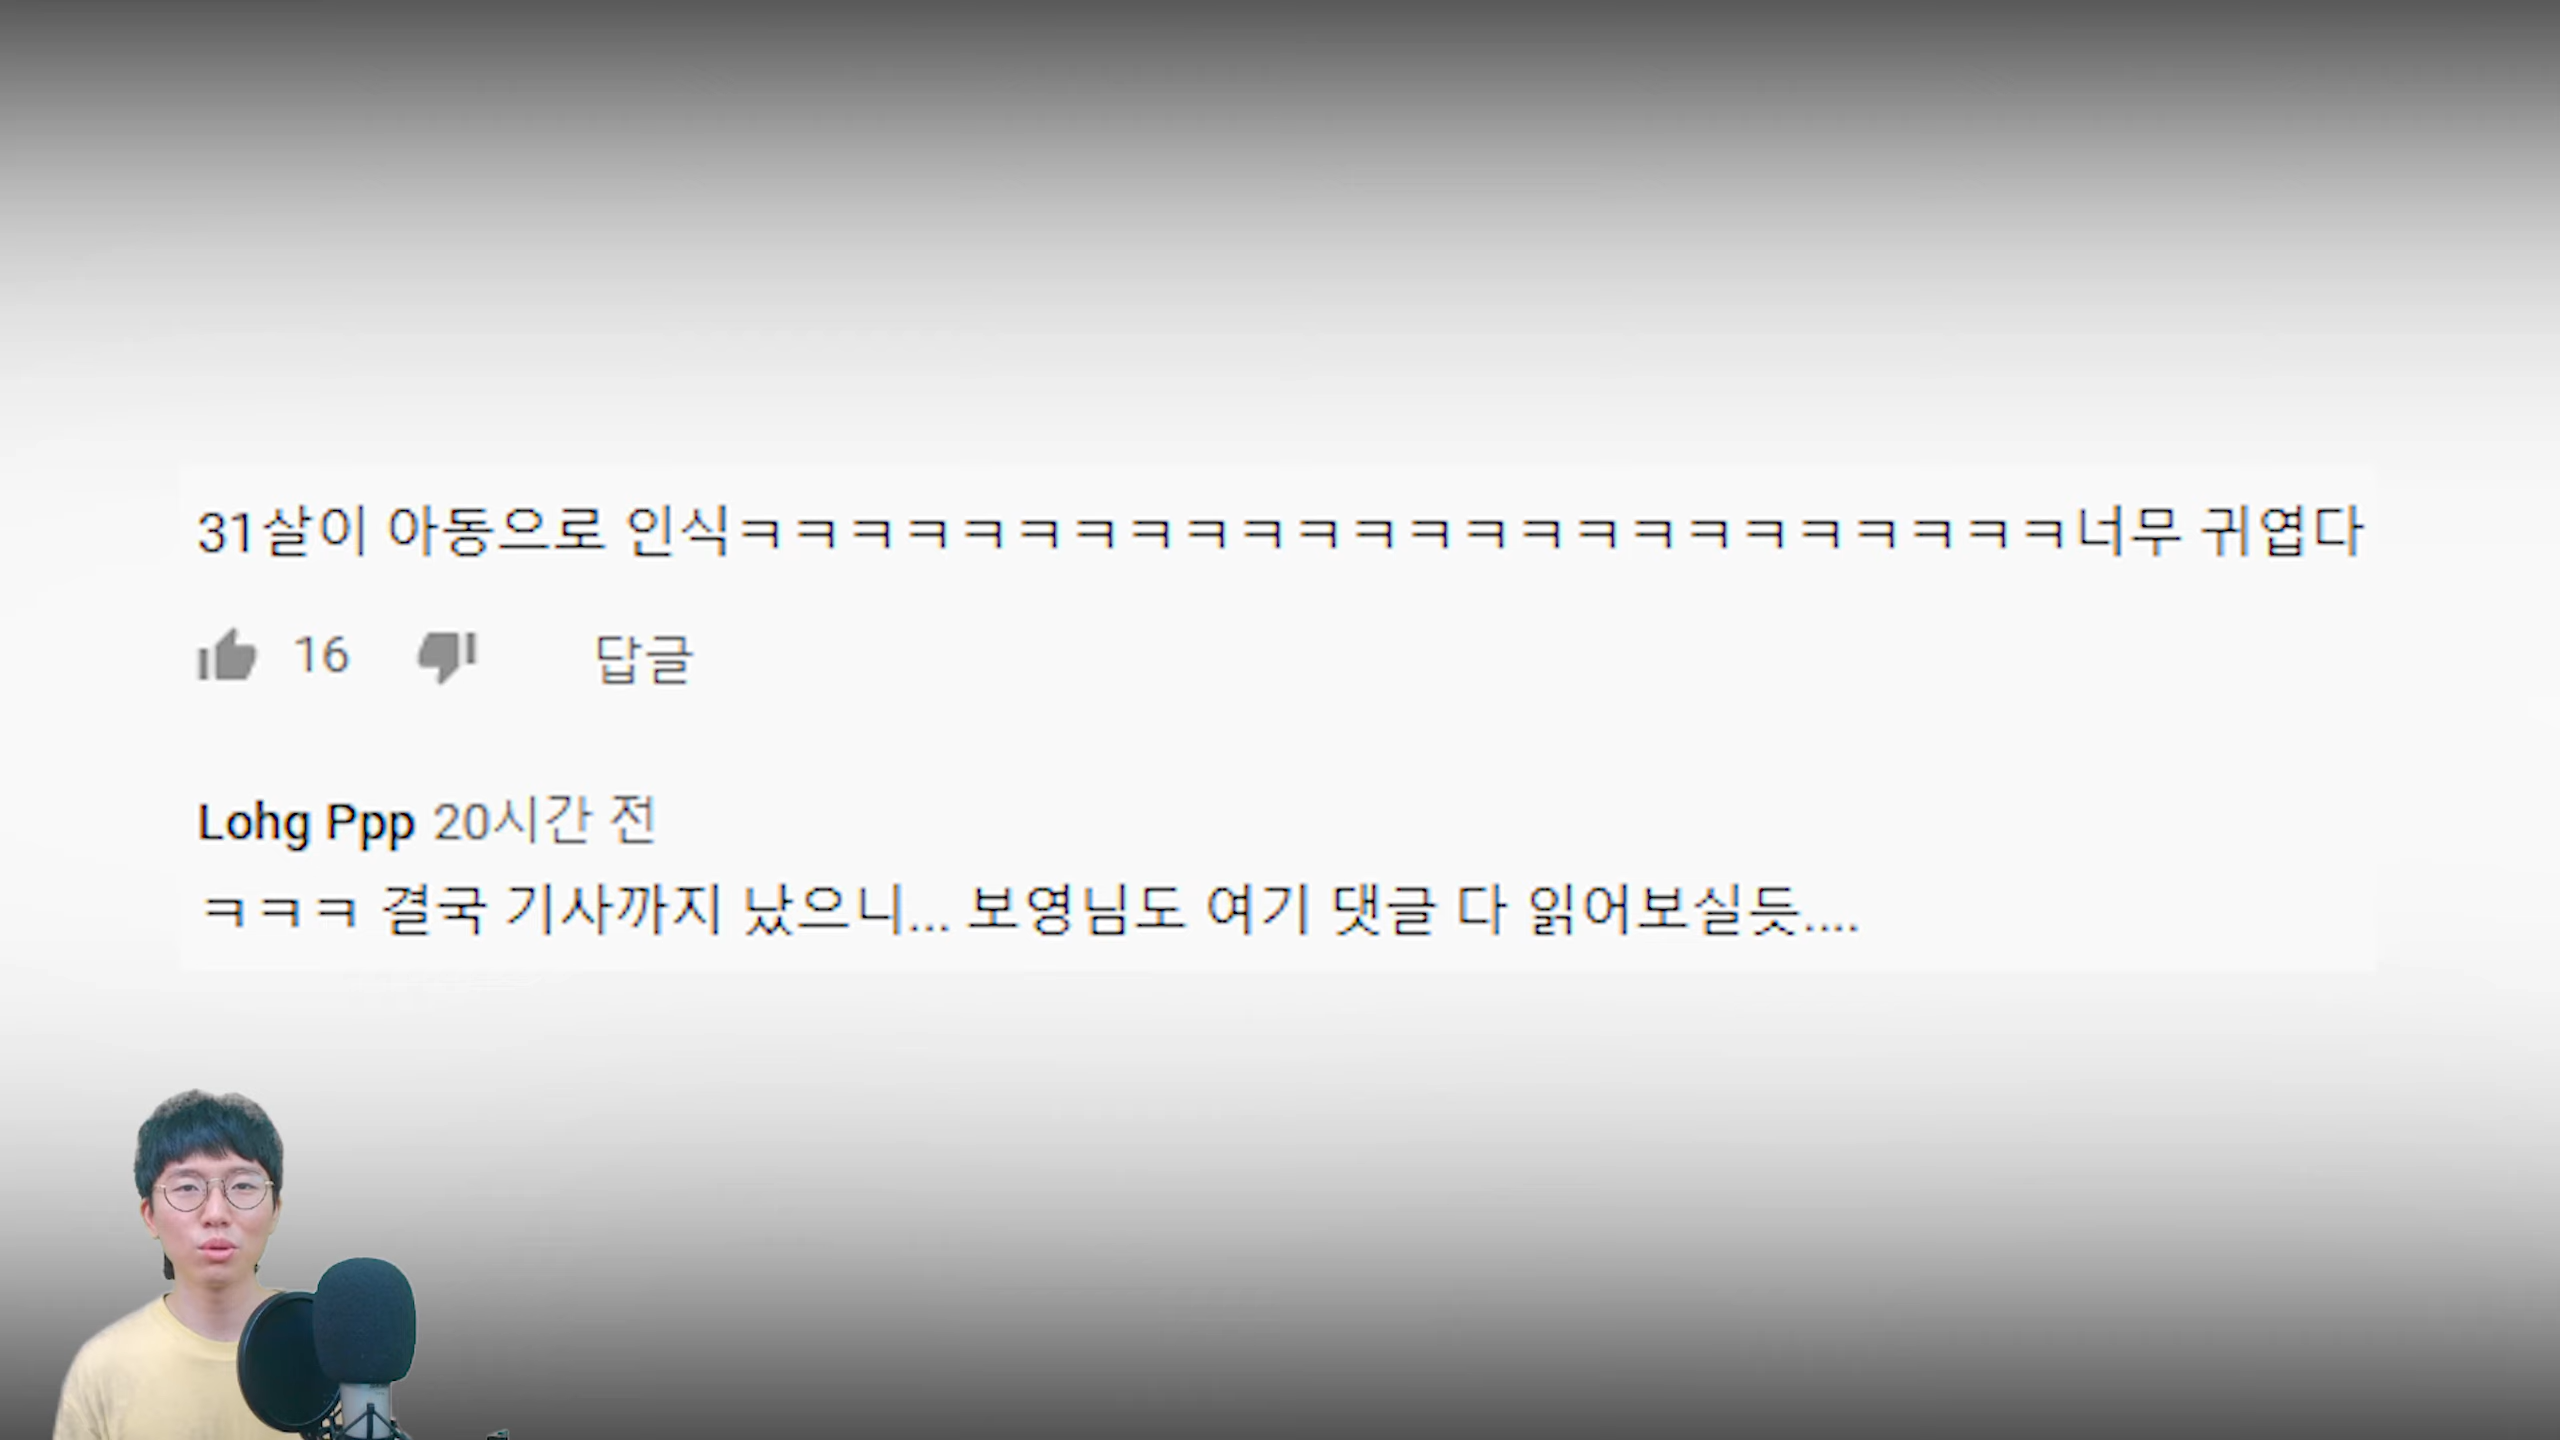 31살이 아동으로 인식ㅋㅋㅋㅋㅋㅋㅋㅋㅋㅋㅋㅋㅋㅋㅋㅋㅋㅋㅋㅋㅋㅋㅋㅋ너무 귀엽다
16 답글
Lohg Ppp 20시간 전
ㅋㅋㅋ 결국 기사까지 났으니... 보영님도 여기 댓글 다 읽어보실듯....